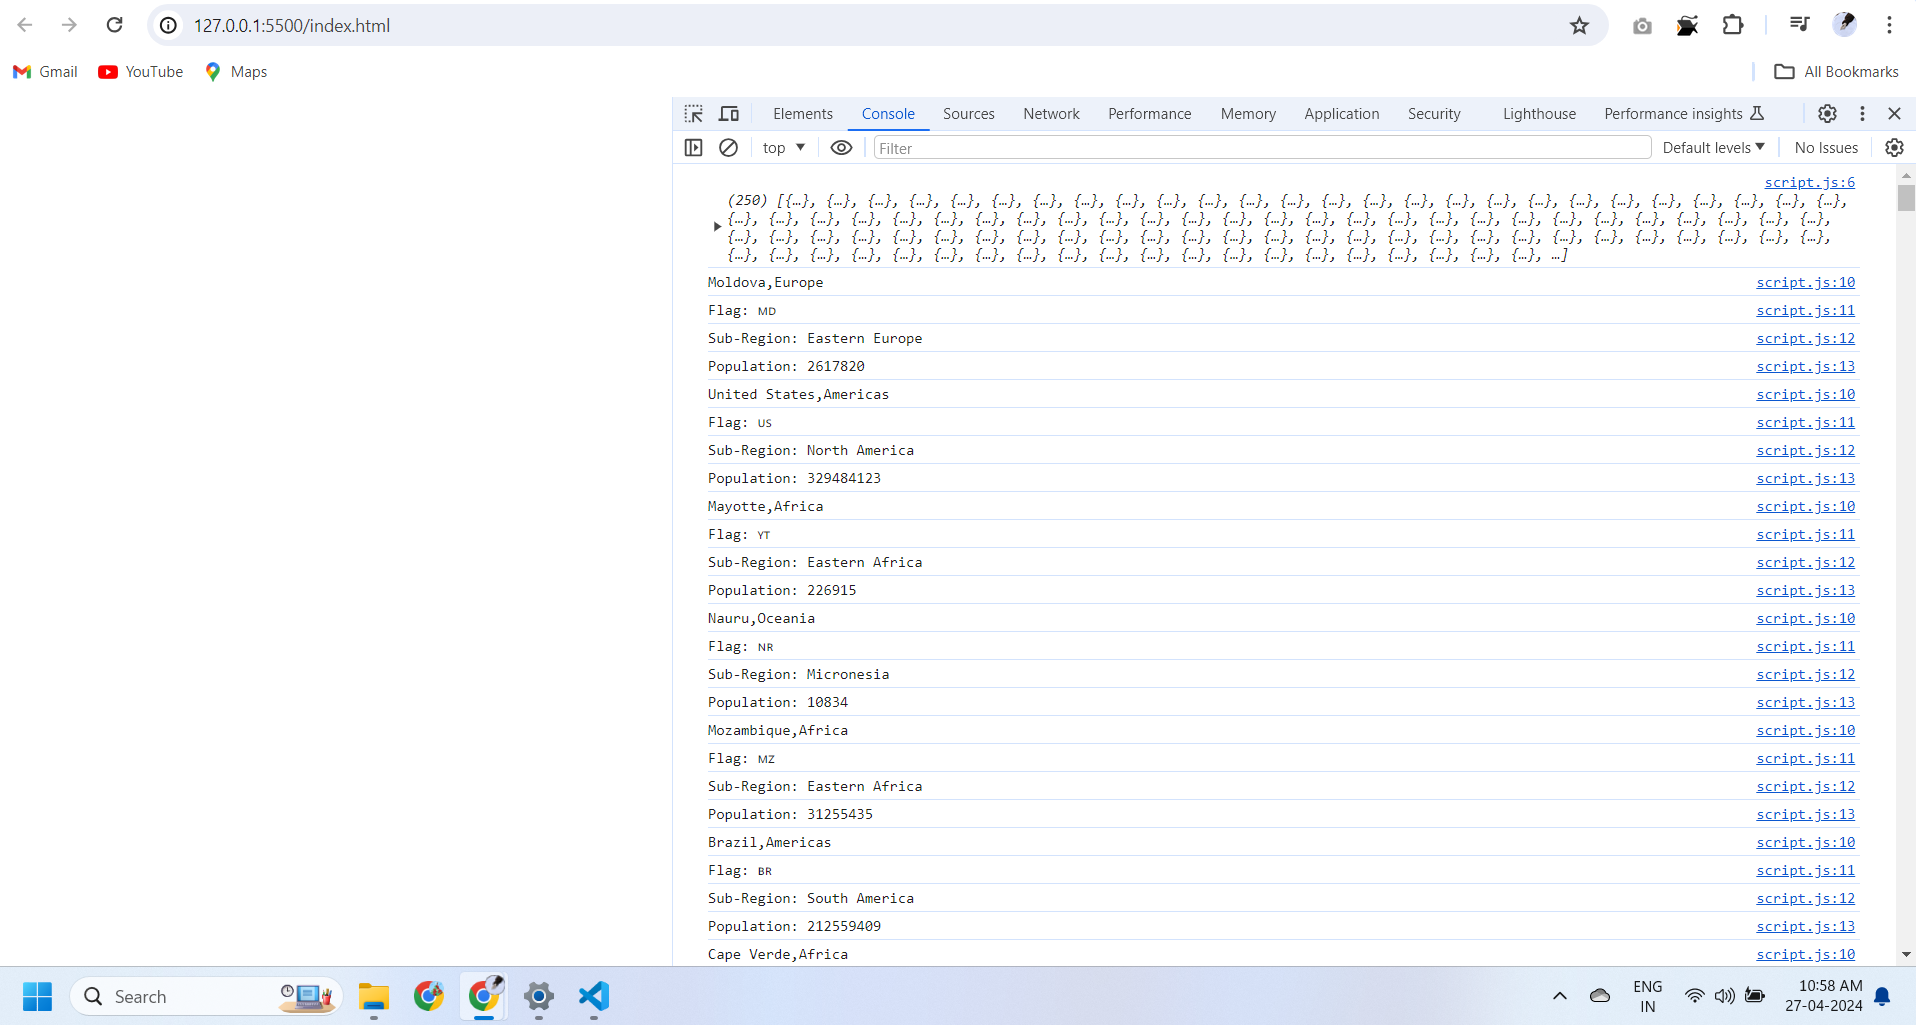 127.0.0.1:5500/index.html
Gmail YouTube Maps All Bookmarks
Elements Console Sources Network Performance Memory Application Security Lighthouse Performance insights
top Filter Default levels No Issues
script.js:6
(250) [{…}, {…}, {…}, {…}, {…}, {…}, {…}, {…}, {…}, {…}, {…}, {…}, {…}, {…}, {…}, {…}, {…}, {…}, {…}, {…}, {…}, {…}, {…}, {…}, {…}, {…},
{…}, {…}, {…}, {…}, {…}, {…}, {…}, {…}, {…}, {…}, {…}, {…}, {…}, {…}, {…}, {…}, {…}, {…}, {…}, {…}, {…}, {…}, {…}, {…}, {…}, {…}, {…},
{…}, {…}, {…}, {…}, {…}, {…}, {…}, {…}, {…}, {…}, {…}, {…}, {…}, {…}, {…}, {…}, {…}, {…}, {…}, {…}, {…}, {…}, {…}, {…}, {…}, {…}, {…},
{…}, {…}, {…}, {…}, {…}, {…}, {…}, {…}, {…}, {…}, {…}, {…}, {…}, {…}, {…}, {…}, {…}, {…}, {…}, {…}, …]
Moldova,Europe script.js:10
Flag: MD script.js:11
Sub-Region: Eastern Europe script.js:12
Population: 2617820 script.js:13
United States,Americas script.js:10
Flag: US script.js:11
Sub-Region: North America script.js:12
Population: 329484123 script.js:13
Mayotte,Africa script.js:10
Flag: YT script.js:11
Sub-Region: Eastern Africa script.js:12
Population: 226915 script.js:13
Nauru,Oceania script.js:10
Flag: NR script.js:11
Sub-Region: Micronesia script.js:12
Population: 10834 script.js:13
Mozambique,Africa script.js:10
Flag: MZ script.js:11
Sub-Region: Eastern Africa script.js:12
Population: 31255435 script.js:13
Brazil,Americas script.js:10
Flag: BR script.js:11
Sub-Region: South America script.js:12
Population: 212559409 script.js:13
Cape Verde,Africa script.js:10
Search
ENG
IN
10:58 AM
27-04-2024